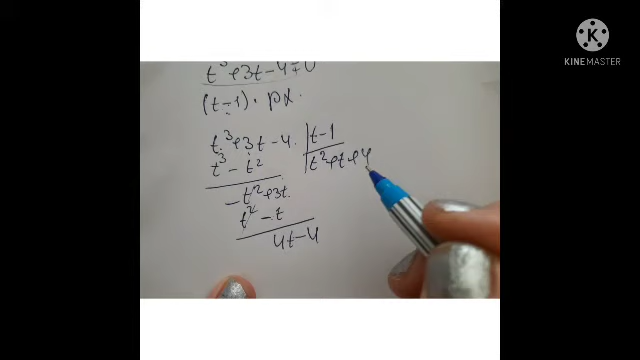 t³+3t-4=0
(t-1)·px.
t³+3t-4 |t-1
t³-t² |t²+t+4
-t²+3t
t²-t
4t-4
K
KINEMASTER